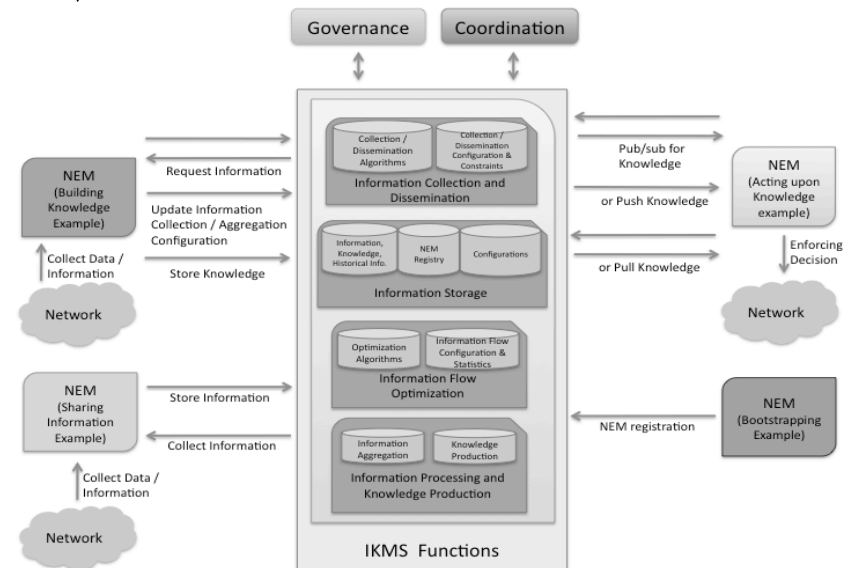 Governance
Coordination
NEM
(Building
Knowledge
Example)
Request Information
Update Information
Collection / Aggregation
Configuration
Store Knowledge
Collect Data /
Information
Network
NEM
(Sharing
Information
Example)
Store Information
Collect Information
Collect Data /
Information
Network
Collection /
Dissemination
Algorithms
Collection /
Dissemination
Configuration &
Constraints
Information Collection and
Dissemination
Information,
Knowledge,
Historical Info.
NEM
Registry
Configurations
Information Storage
Optimization
Algorithms
Information Flow
Configuration &
Statistics
Information Flow
Optimization
Information
Aggregation
Knowledge
Production
Information Processing and
Knowledge Production
IKMS Functions
Pub/sub for
Knowledge
or Push Knowledge
or Pull Knowledge
NEM
(Acting upon
Knowledge
example)
Enforcing
Decision
Network
NEM registration
NEM
(Bootstrapping
Example)